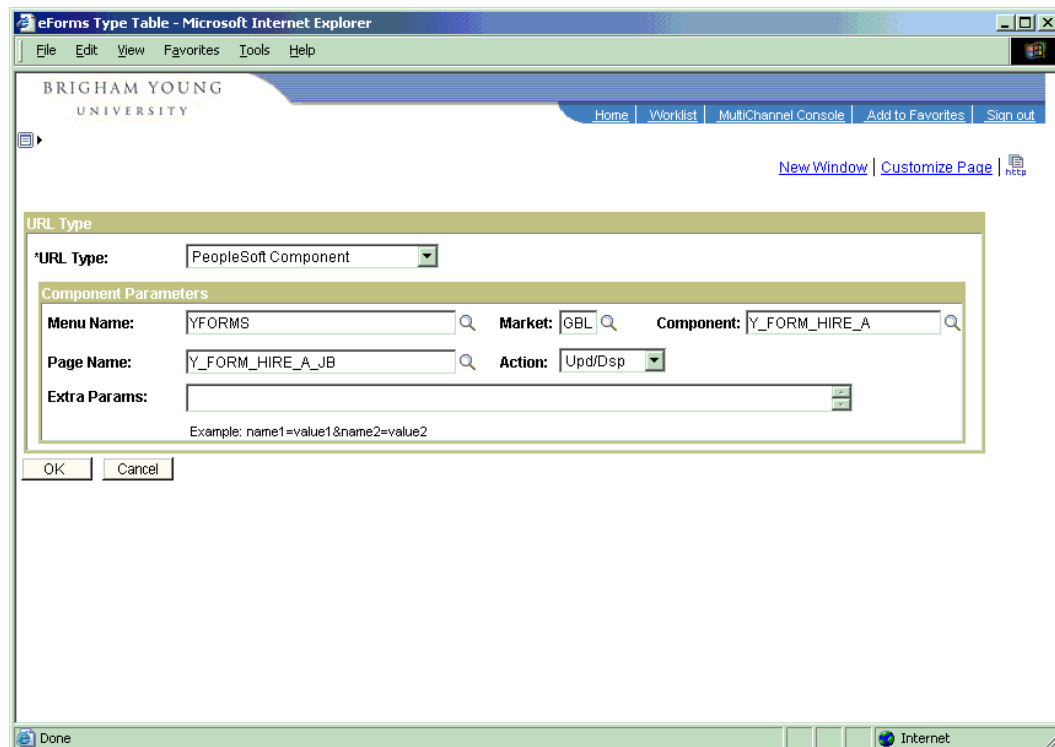 eForms Type Table - Microsoft Internet Explorer
File Edit View Favorites Tools Help
BRIGHAM YOUNG
UNIVERSITY
Home Worklist MultiChannel Console Add to Favorites Sign out
New Window Customize Page http
URL Type
*URL Type: PeopleSoft Component
Component Parameters
Menu Name: YFORMS Market: GBL Component: Y_FORM_HIRE_A
Page Name: Y_FORM_HIRE_A_JB Action: Upd/Dsp
Extra Params:
Example: name1=value1&name2=value2
OK Cancel
Done Internet